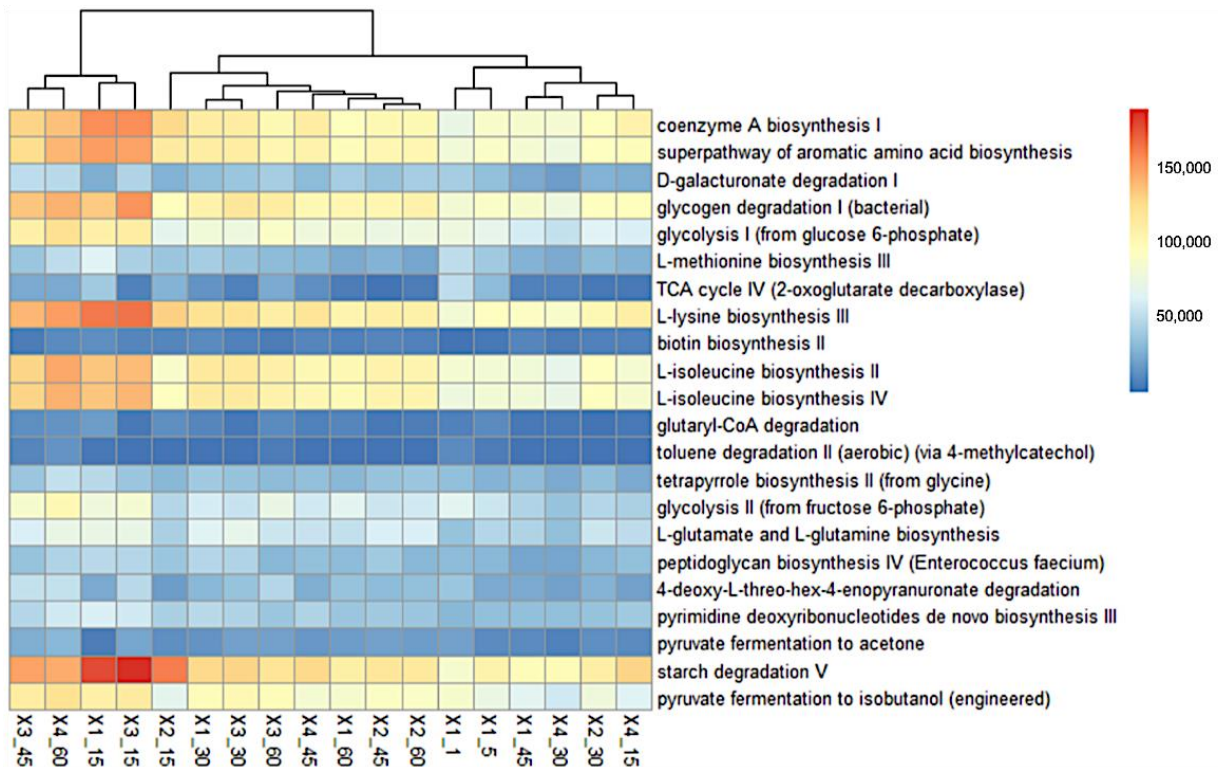 coenzyme A biosynthesis I
superpathway of aromatic amino acid biosynthesis
D-galacturonate degradation I
glycogen degradation I (bacterial)
glycolysis I (from glucose 6-phosphate)
L-methionine biosynthesis III
TCA cycle IV (2-oxoglutarate decarboxylase)
L-lysine biosynthesis III
biotin biosynthesis II
L-isoleucine biosynthesis II
L-isoleucine biosynthesis IV
glutaryl-CoA degradation
toluene degradation II (aerobic) (via 4-methylcatechol)
tetrapyrrole biosynthesis II (from glycine)
glycolysis II (from fructose 6-phosphate)
L-glutamate and L-glutamine biosynthesis
peptidoglycan biosynthesis IV (Enterococcus faecium)
4-deoxy-L-threo-hex-4-enopyranuronate degradation
pyrimidine deoxyribonucleotides de novo biosynthesis III
pyruvate fermentation to acetone
starch degradation V
pyruvate fermentation to isobutanol (engineered)
150,000
100,000
50,000
X3_45
X4_60
X1_15
X3_15
X2_15
X1_30
X3_30
X3_60
X4_45
X1_60
X2_45
X2_60
X1_1
X1_5
X1_45
X4_30
X2_30
X4_15